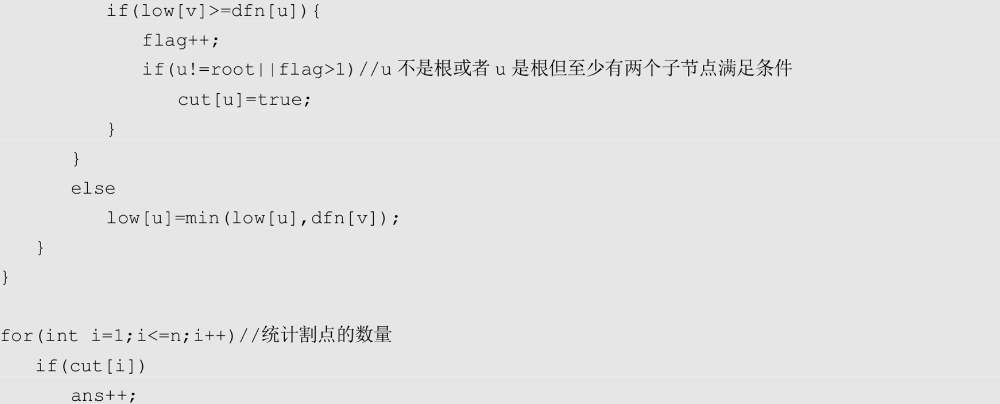 if(low[v]>=dfn[u]){
flag++;
if(u!=root||flag>1)//u 不是根或者 u 是根但至少有两个子节点满足条件
cut[u]=true;
}
}
else
low[u]=min(low[u],dfn[v]);
}
}
for(int i=1;i<=n;i++)//统计割点的数量
if(cut[i])
ans++;